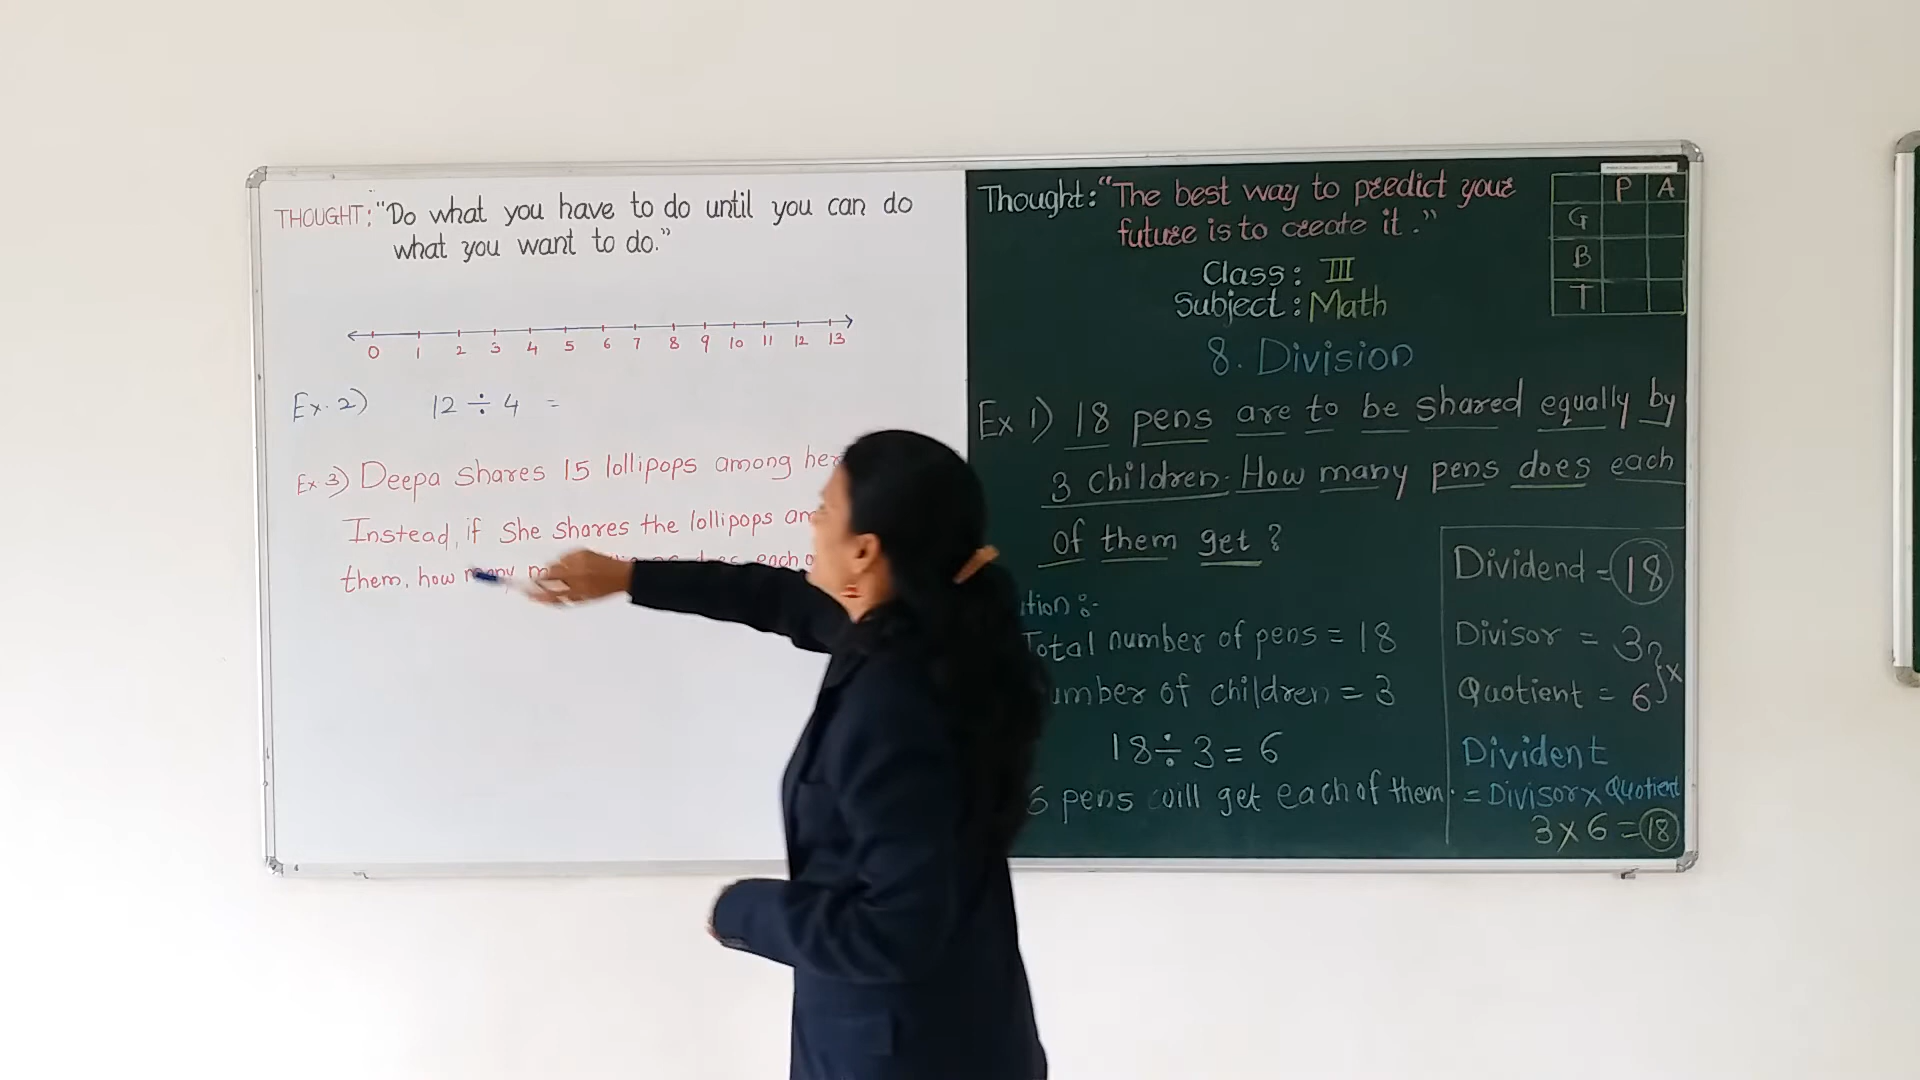 THOUGHT: "Do what you have to do until you can do
what you want to do."
0 1 2 3 4 5 6 7 8 9 10 11 12 13
Ex. 2) 12 ÷ 4 =
Ex 3) Deepa shares 15 lollipops among her
Instead, if she shares the lollipops
them, how many each
Thought: "The best way to predict your
future is to create it."
Class: III
Subject: Math
8. Division
P A
G
B
T
Ex 1) 18 pens are to be shared equally by
3 children. How many pens does each
of them get?
Total number of pens = 18
of children = 3
18 ÷ 3 = 6
6 pens will get each of them.
Dividend = 18
Divisor = 3
Quotient = 6 } x
Divident
= Divisor x Quotient
3 x 6 = 18